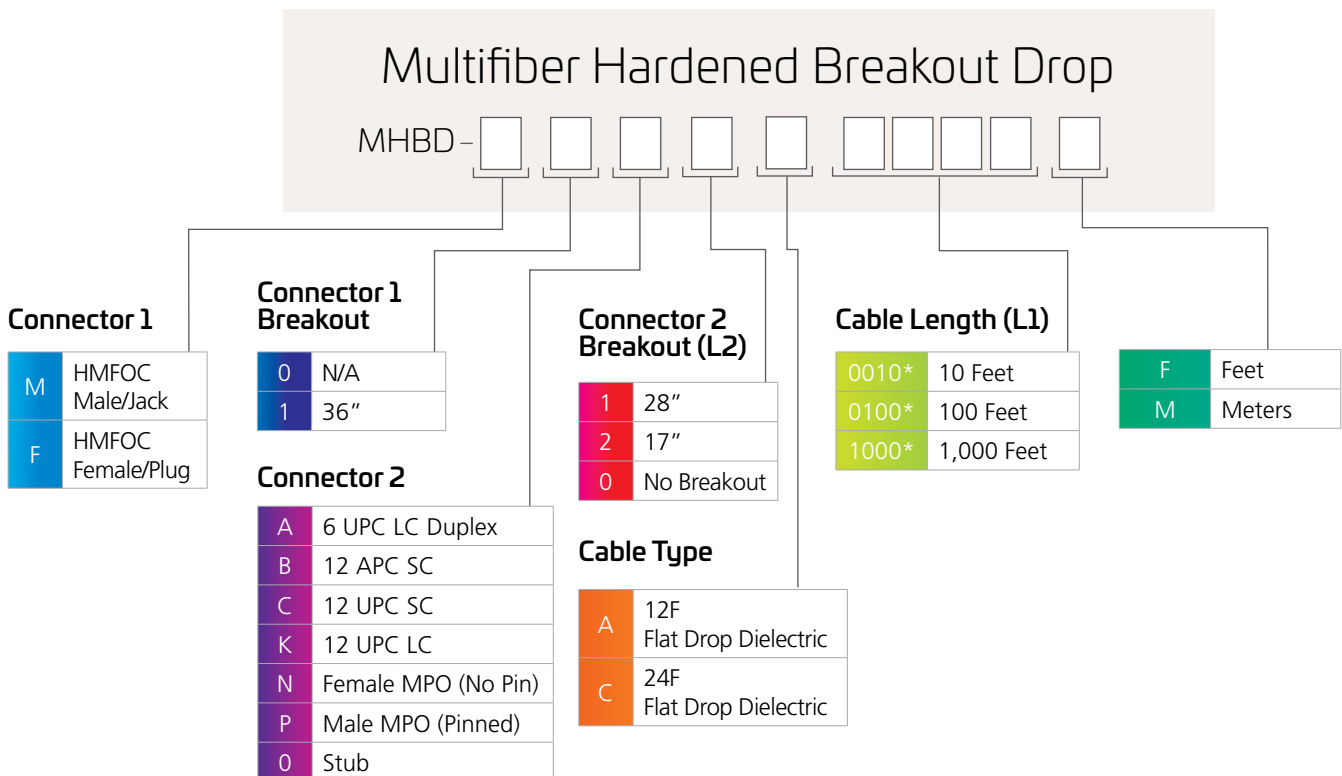 Multifiber Hardened Breakout Drop
MHBD-
Connector 1
M HMFOC
Male/Jack
F HMFOC
Female/Plug
Connector 1
Breakout
0 N/A
1 36”
Connector 2
A 6 UPC LC Duplex
B 12 APC SC
C 12 UPC SC
K 12 UPC LC
N Female MPO (No Pin)
P Male MPO (Pinned)
0 Stub
Connector 2
Breakout (L2)
1 28”
2 17”
0 No Breakout
Cable Type
A 12F
Flat Drop Dielectric
C 24F
Flat Drop Dielectric
Cable Length (L1)
0010* 10 Feet
0100* 100 Feet
1000* 1,000 Feet
F Feet
M Meters